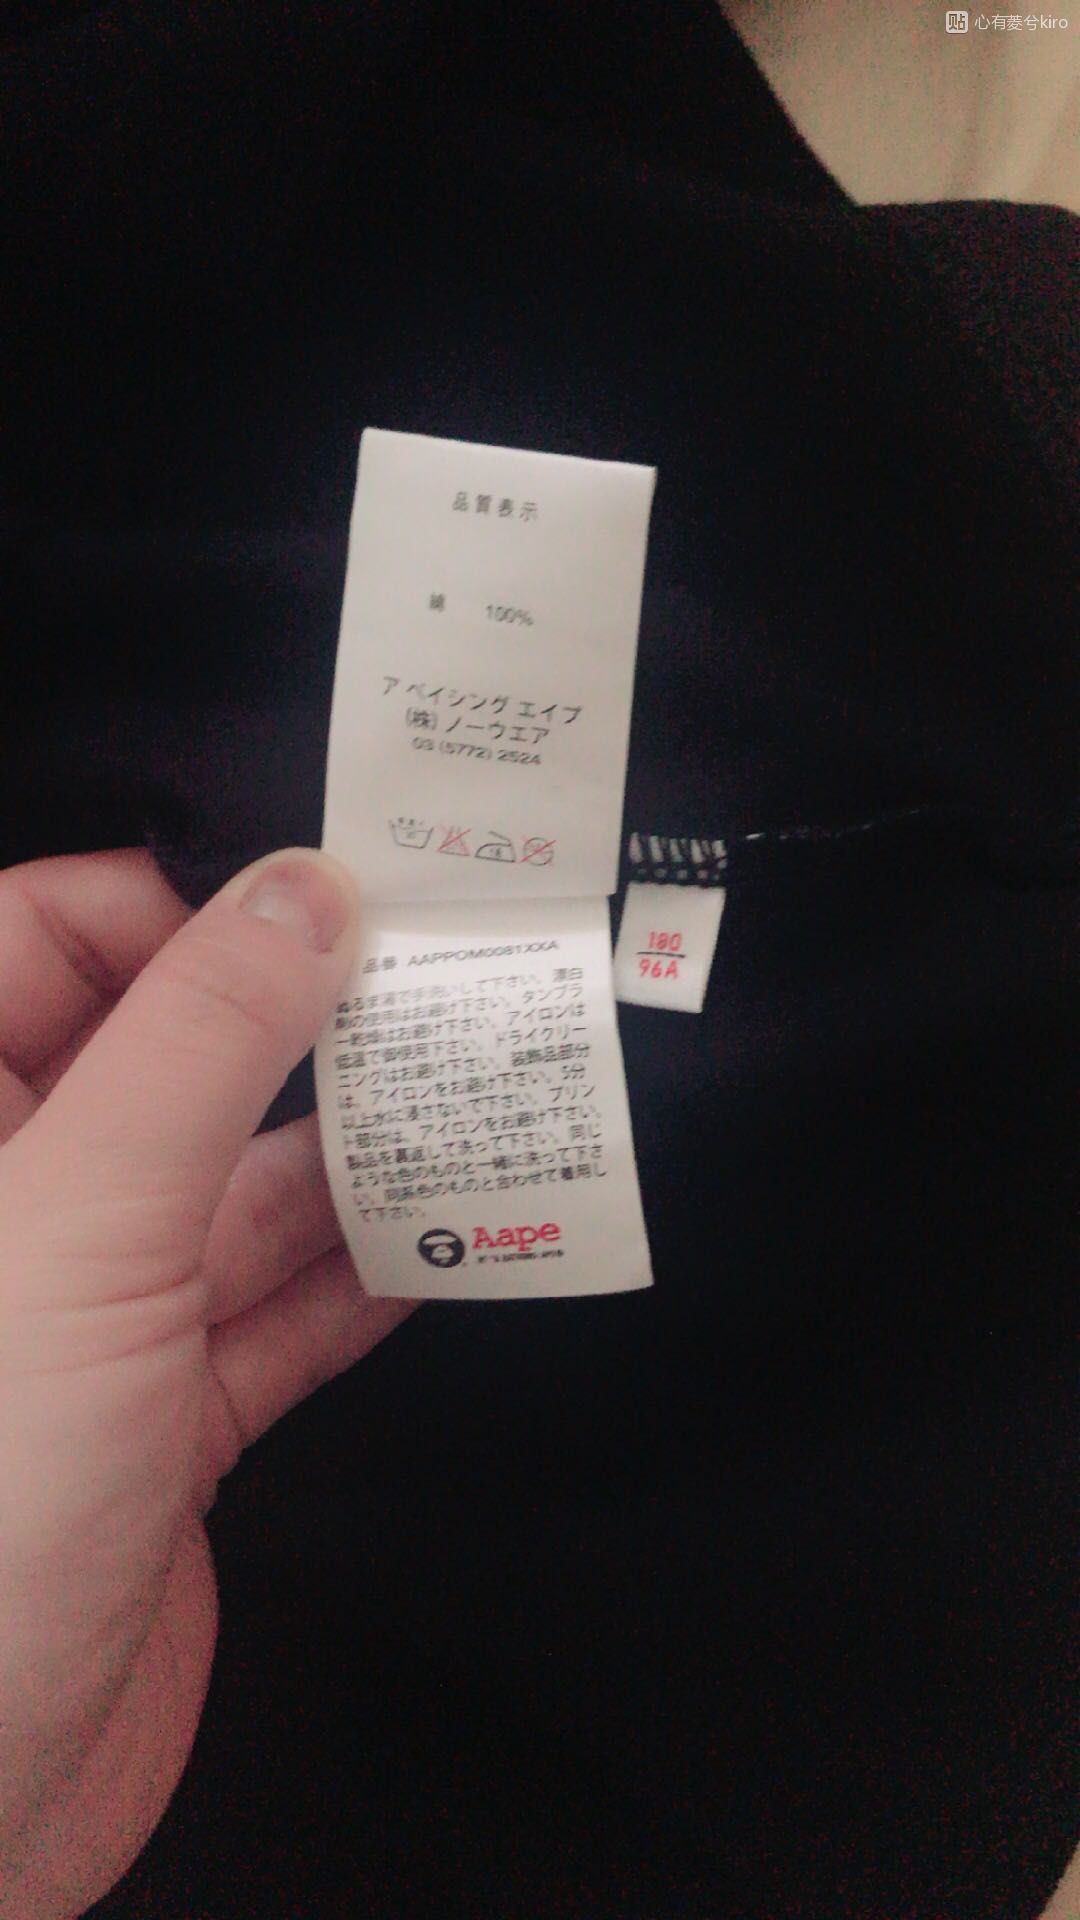 贴 心有菱兮kiro
品質表示
綿 100%
ア ベイシング エイプ
(株) ノーウエア
03 (5772) 2524
180
96A
品番 AAPPOM0081XXA
ぬるま湯で手洗いして下さい。漂白
剤の使用はお避け下さい。タンブラ
ー乾燥はお避け下さい。アイロンは
低温で御使用下さい。ドライクリー
ニングはお避け下さい。装飾品部分
は、アイロンをお避け下さい。5分
以上水に浸さないで下さい。プリン
ト部分は、アイロンをお避け下さい。
製品を裏返して洗って下さい。同じ
ような色のものと一緒に洗って下さ
い。同系色のものと合わせて着用し
て下さい。
Aape